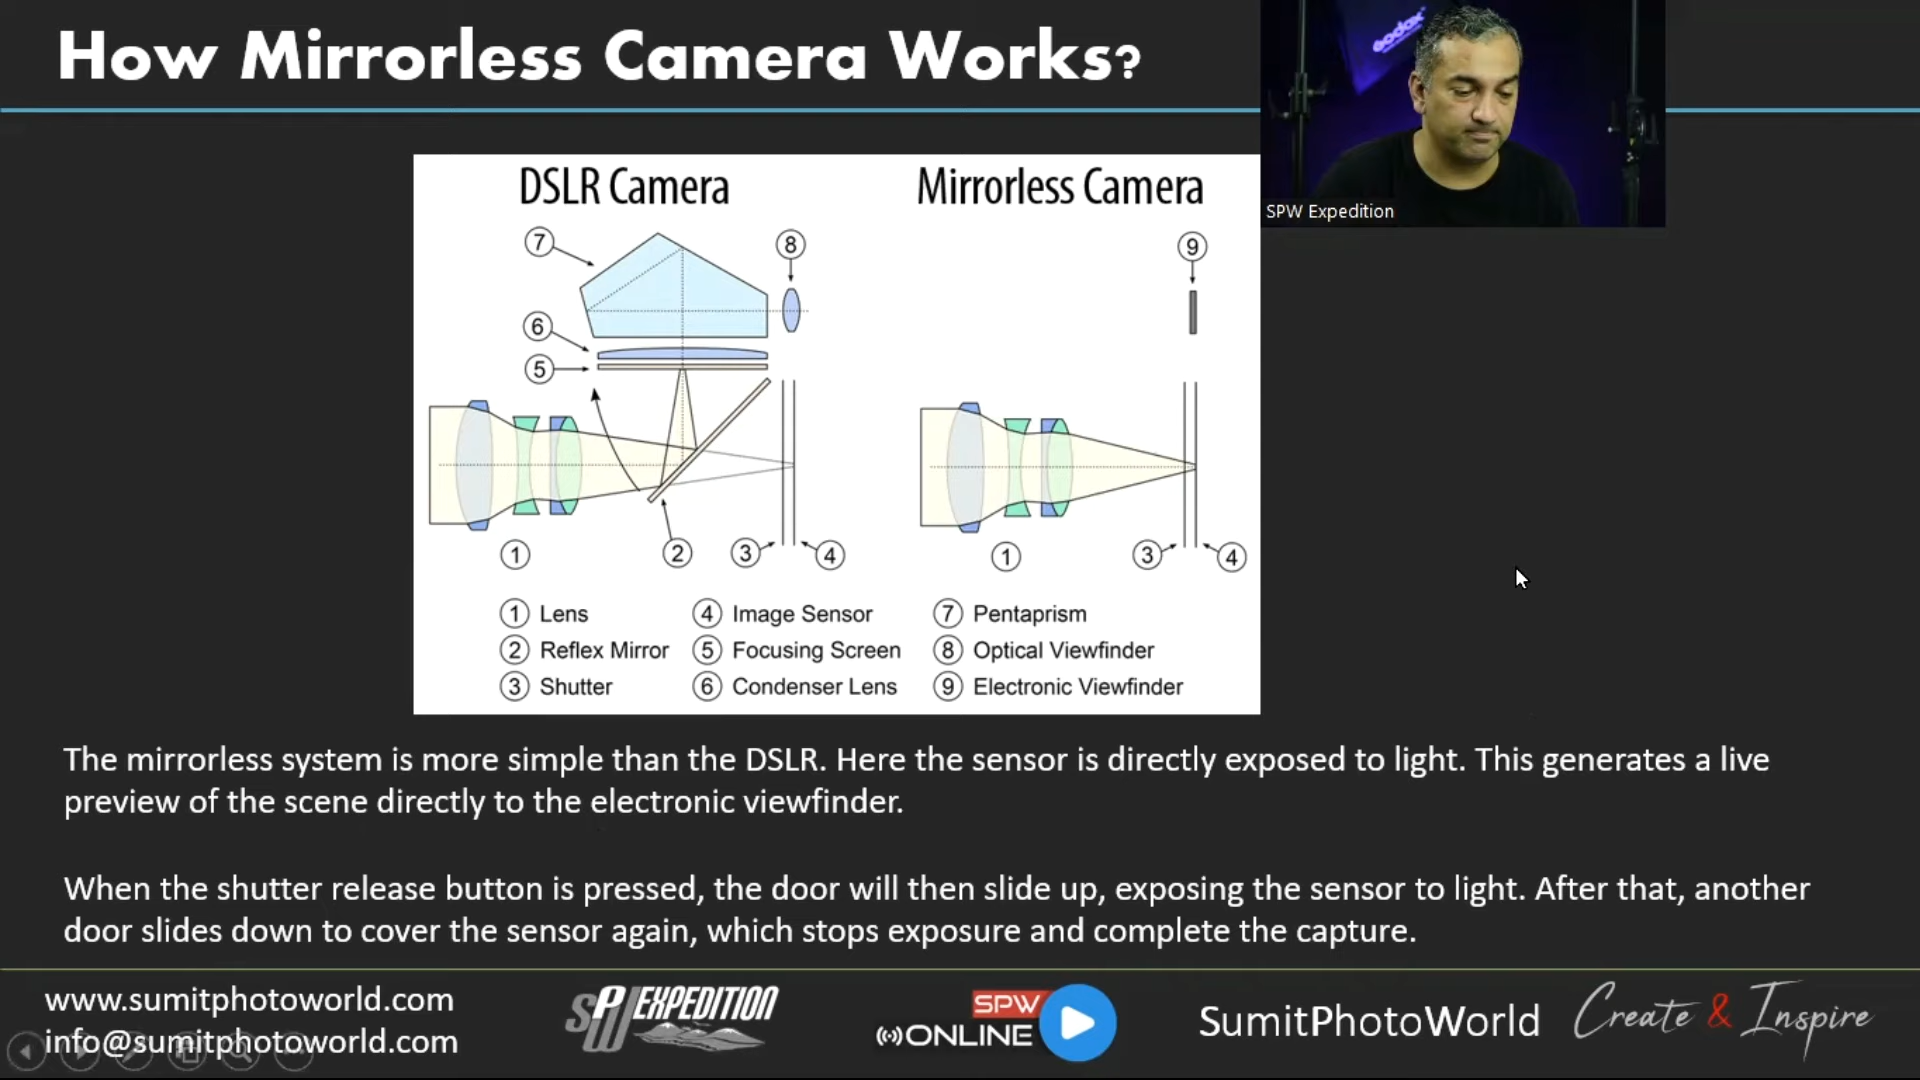 How Mirrorless Camera Works?
Godox
SPW Expedition
DSLR Camera
Mirrorless Camera
7
8
9
6
5
1
2
3
4
1
3
4
1 Lens
4 Image Sensor
7 Pentaprism
2 Reflex Mirror
5 Focusing Screen
8 Optical Viewfinder
3 Shutter
6 Condenser Lens
9 Electronic Viewfinder
The mirrorless system is more simple than the DSLR. Here the sensor is directly exposed to light. This generates a live
preview of the scene directly to the electronic viewfinder.
When the shutter release button is pressed, the door will then slide up, exposing the sensor to light. After that, another
door slides down to cover the sensor again, which stops exposure and complete the capture.
www.sumitphotoworld.com
info@sumitphotoworld.com
SPW EXPEDITION
SPW
ONLINE
SumitPhotoWorld
Create & Inspire